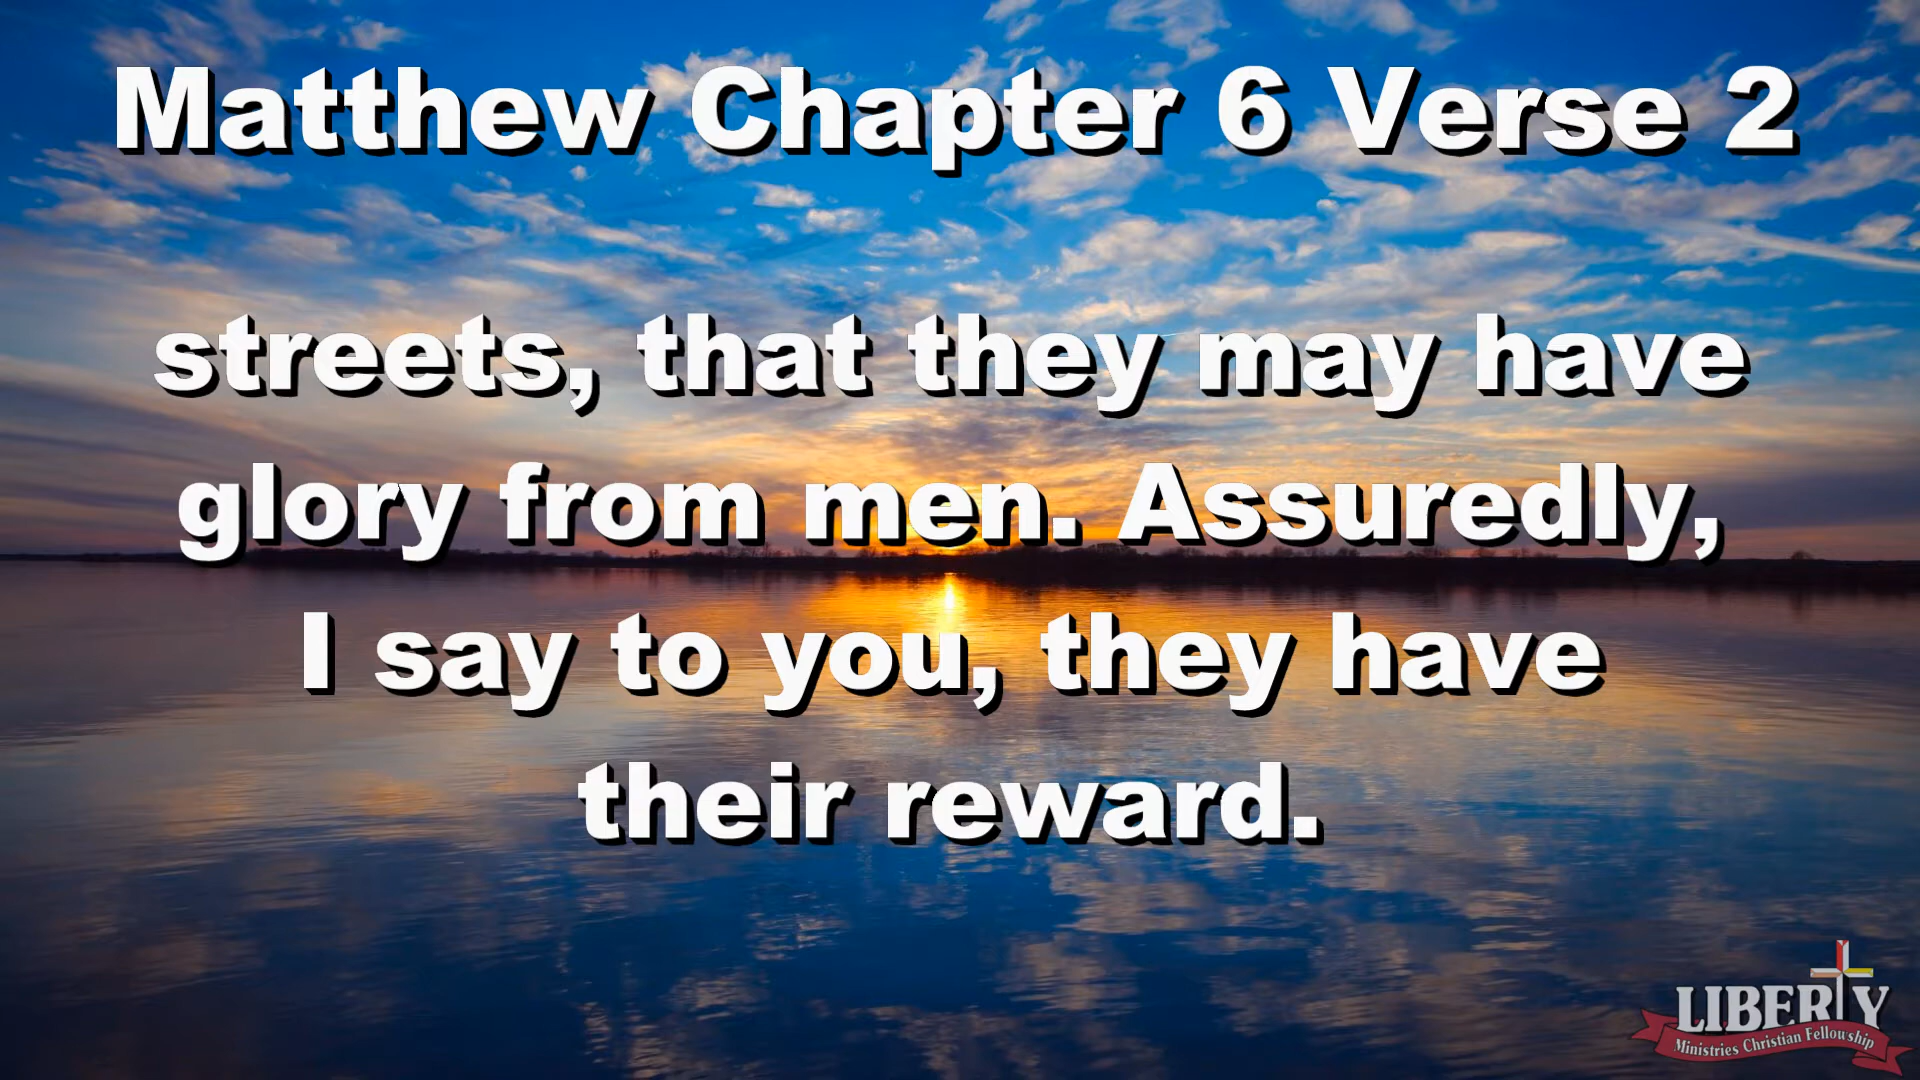 Matthew Chapter 6 Verse 2
streets, that they may have
glory from men. Assuredly,
I say to you, they have
their reward.
LIBERTY
Ministries Christian Fellowship